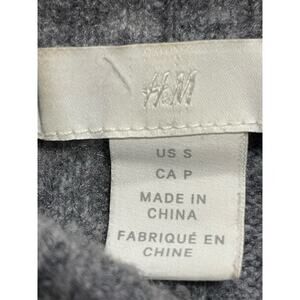 H&M
US S
CA P
MADE IN
CHINA
FABRIQUÉ EN
CHINE